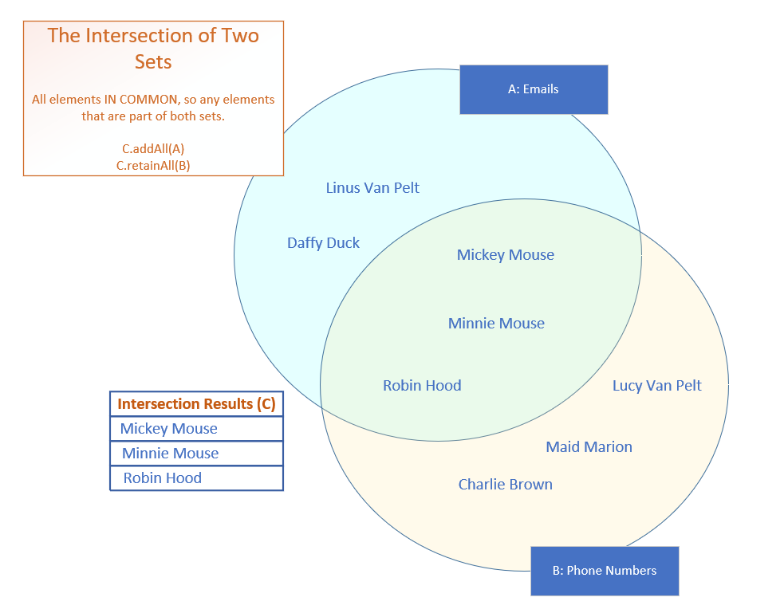 The Intersection of Two
Sets
All elements IN COMMON, so any elements
that are part of both sets.
C.addAll(A)
C.retainAll(B)
A: Emails
Linus Van Pelt
Daffy Duck
Mickey Mouse
Minnie Mouse
Robin Hood
Lucy Van Pelt
Maid Marion
Charlie Brown
B: Phone Numbers
Intersection Results (C)
Mickey Mouse
Minnie Mouse
Robin Hood